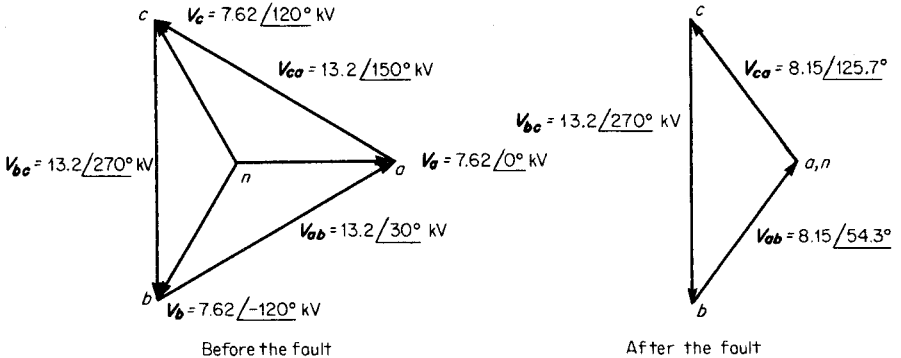 c
V_c = 7.62/120° kV
V_ca = 13.2/150° kV
V_bc = 13.2/270° kV
n
a
V_a = 7.62/0° kV
V_ab = 13.2/30° kV
b
V_b = 7.62/-120° kV
Before the fault
c
V_ca = 8.15/125.7°
V_bc = 13.2/270° kV
a,n
V_ab = 8.15/54.3°
b
After the fault